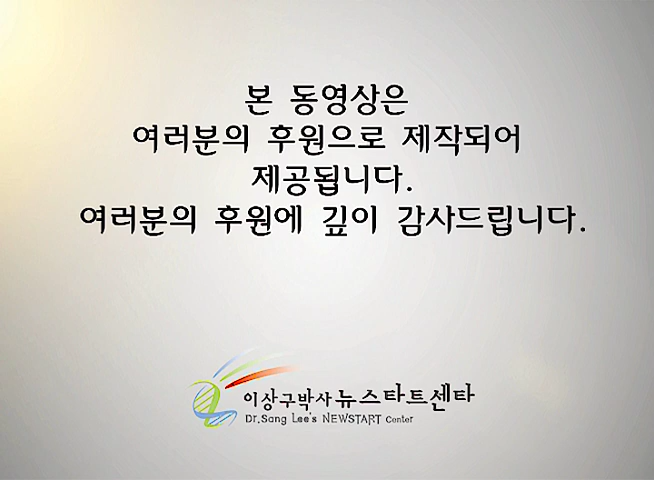 본 동영상은
여러분의 후원으로 제작되어
제공됩니다.
여러분의 후원에 깊이 감사드립니다.
이상구박사 뉴스타트센타
Dr.Sang Lee's NEWSTART Center